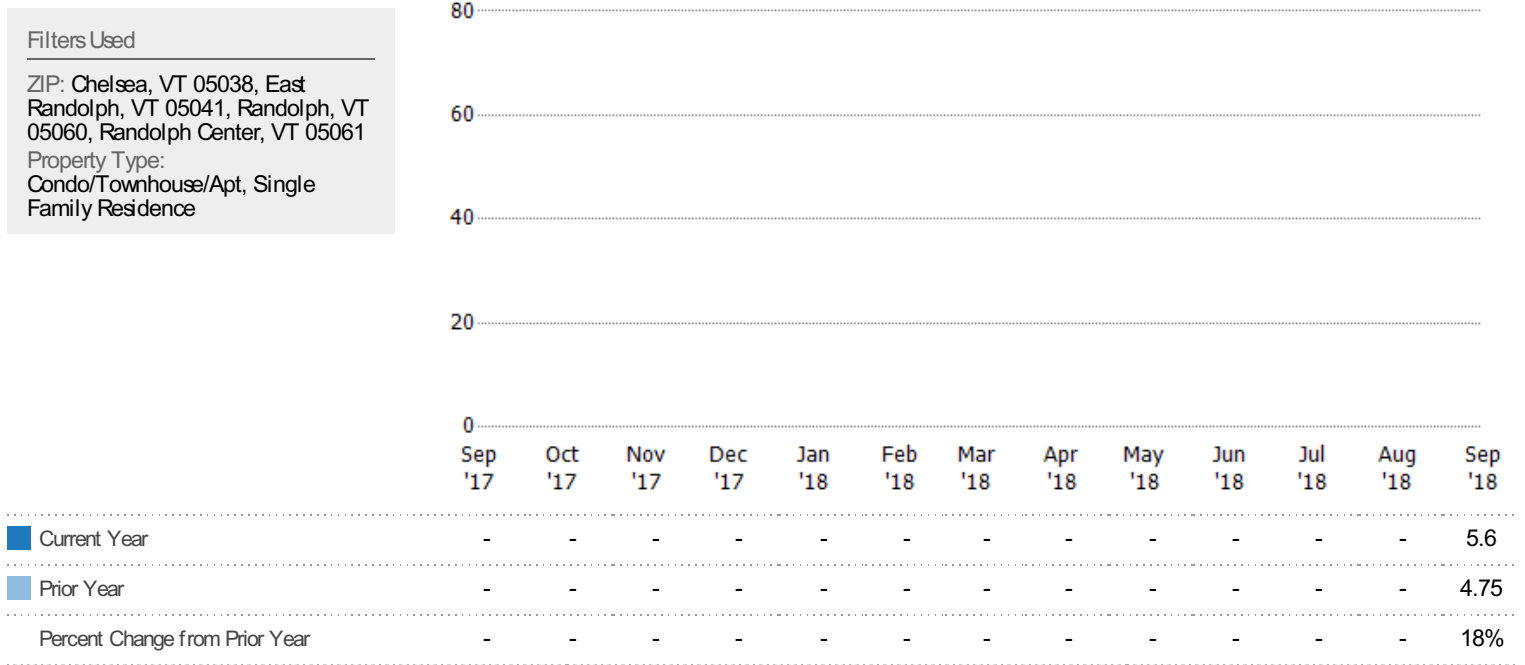 Filters Used
ZIP: Chelsea, VT 05038, East
Randolph, VT 05041, Randolph, VT
05060, Randolph Center, VT 05061
Property Type:
Condo/Townhouse/Apt, Single
Family Residence
80
60
40
20
0
Sep Oct Nov Dec Jan Feb Mar Apr May Jun Jul Aug Sep
'17 '17 '17 '17 '18 '18 '18 '18 '18 '18 '18 '18 '18
Current Year - - - - - - - - - - - - 5.6
Prior Year - - - - - - - - - - - - 4.75
Percent Change from Prior Year - - - - - - - - - - - - 18%